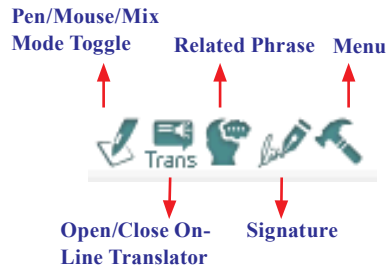 Pen/Mouse/Mix
Mode Toggle
Related Phrase
Menu
Trans
Open/Close On-
Line Translator
Signature